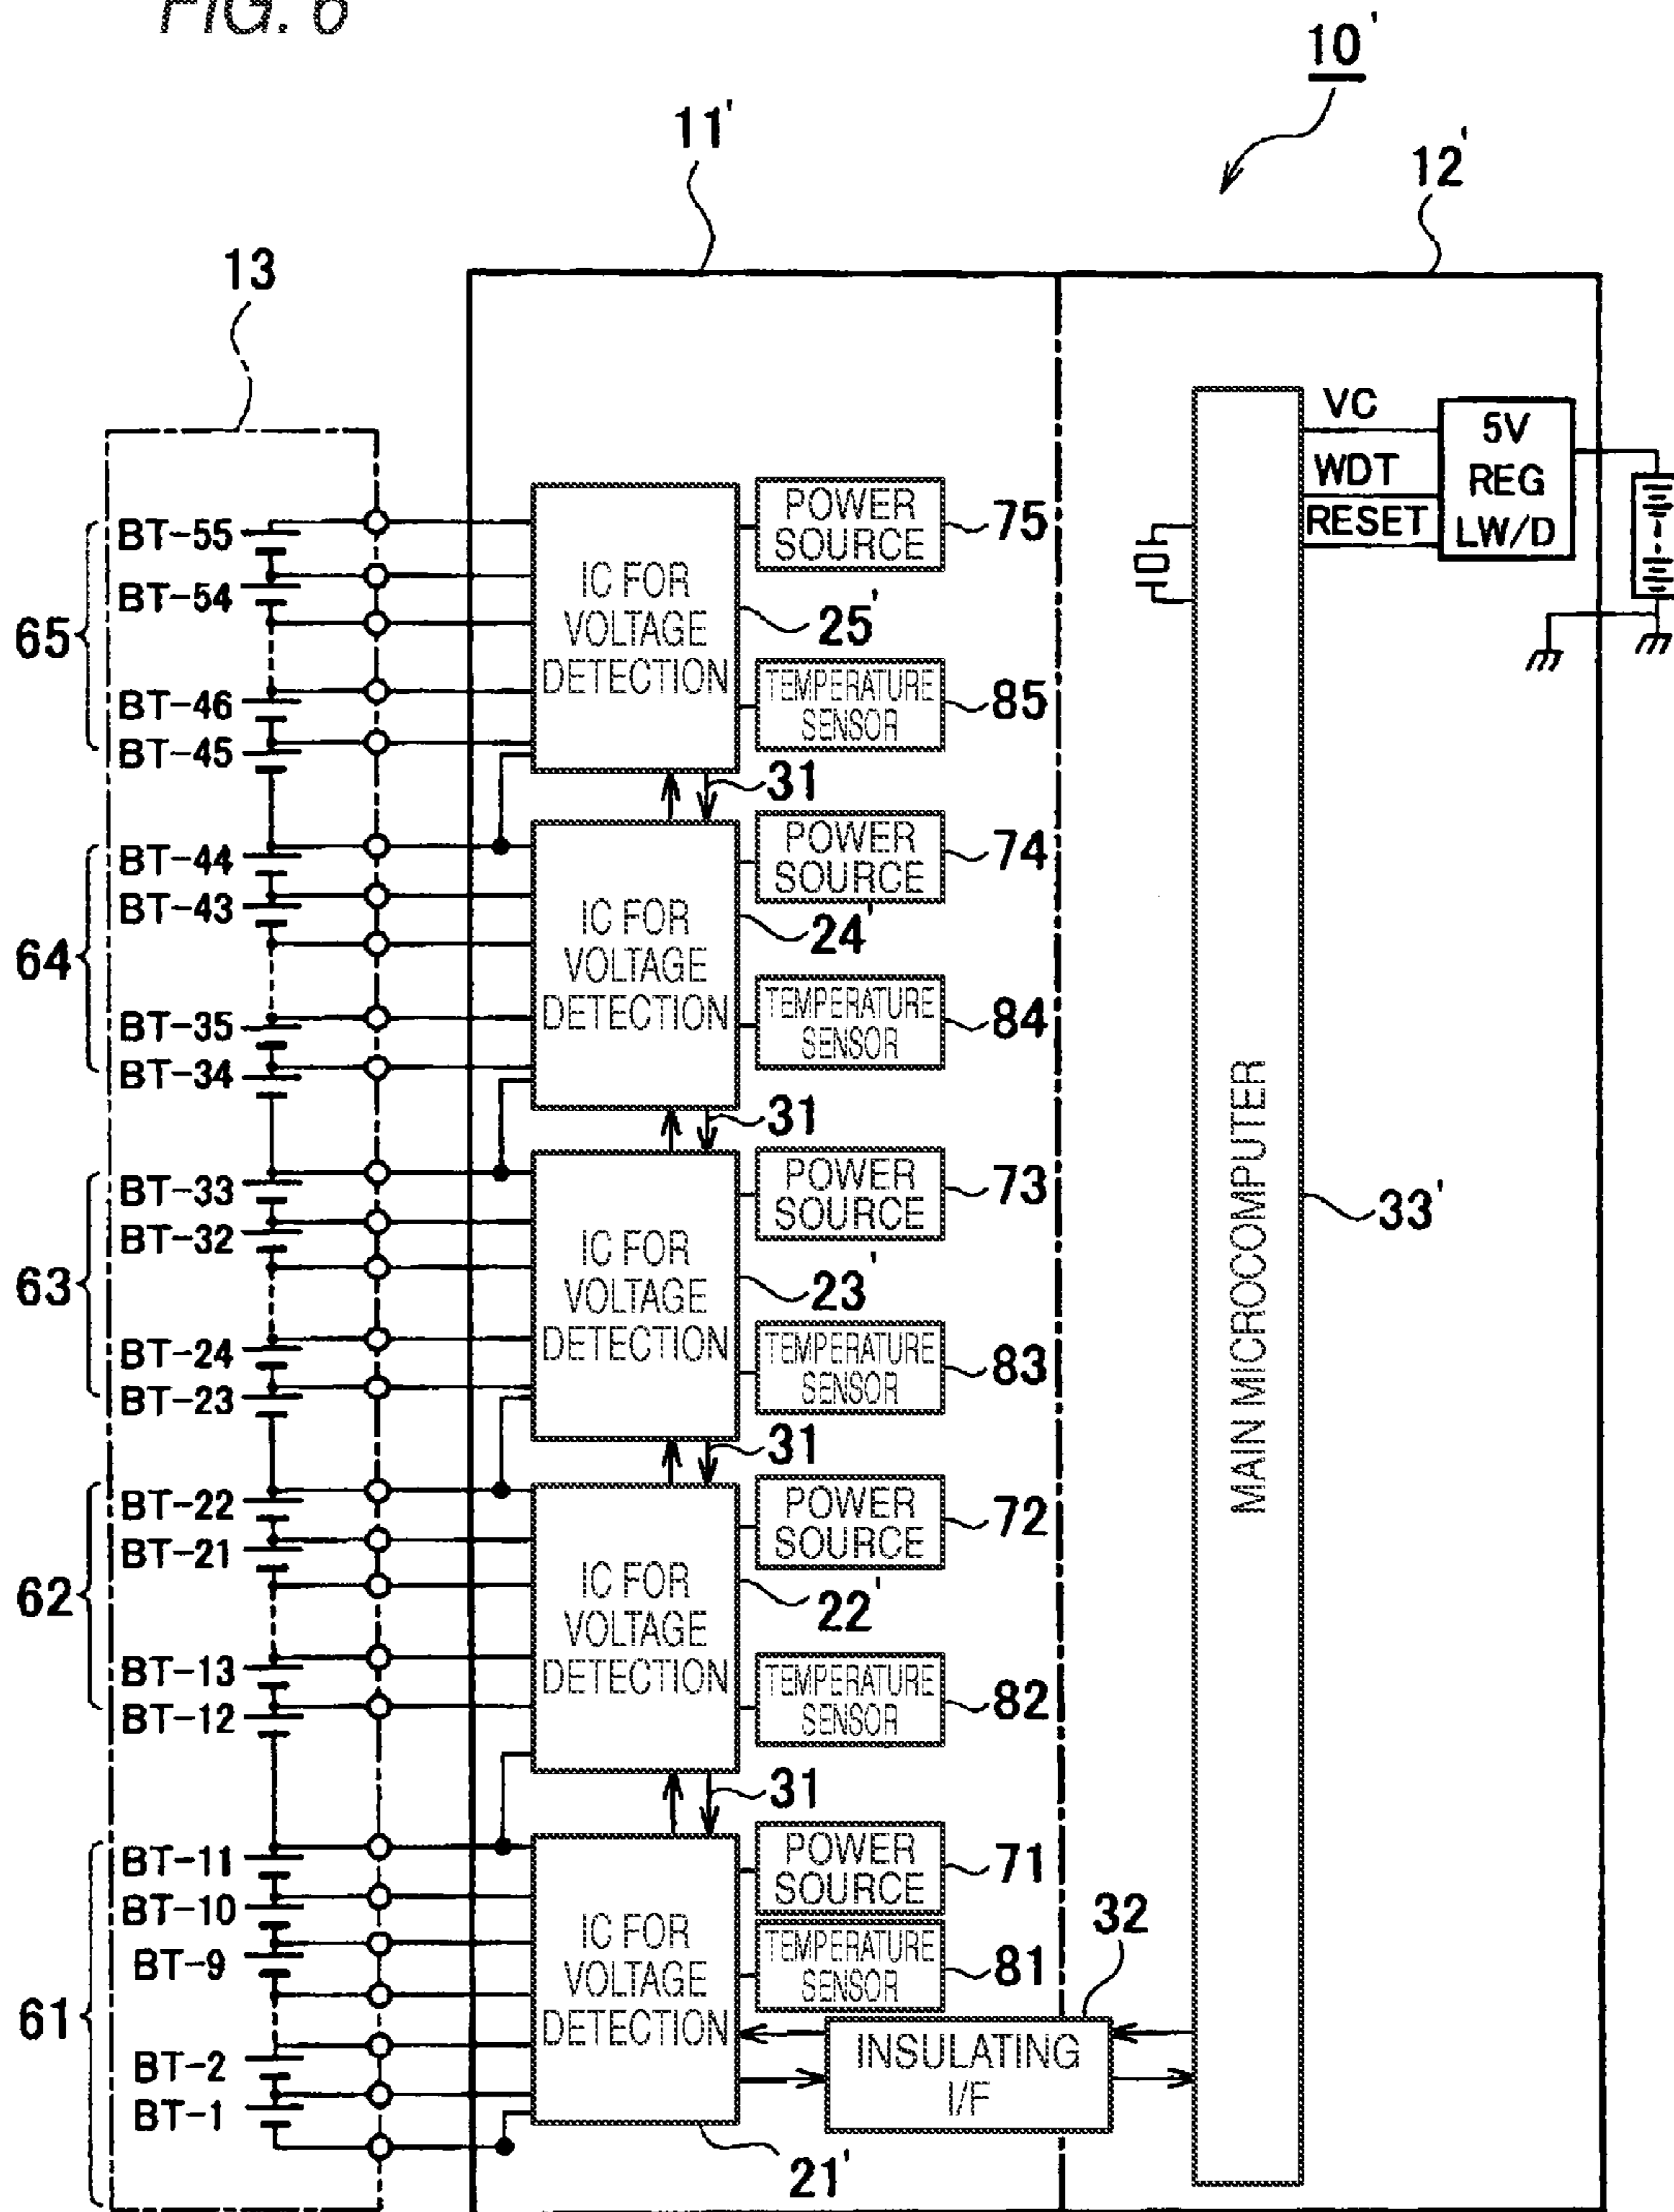 FIG. 6
10'
11'
12'
13
VC
WDT
RESET
5V
REG
LW/D
BT-55
BT-54
65
BT-46
BT-45
IC FOR
VOLTAGE
DETECTION
POWER
SOURCE
75
25'
TEMPERATURE
SENSOR
85
31
BT-44
BT-43
64
BT-35
BT-34
IC FOR
VOLTAGE
DETECTION
POWER
SOURCE
74
24'
TEMPERATURE
SENSOR
84
31
BT-33
BT-32
63
BT-24
BT-23
IC FOR
VOLTAGE
DETECTION
POWER
SOURCE
73
23'
TEMPERATURE
SENSOR
83
31
BT-22
BT-21
62
BT-13
BT-12
IC FOR
VOLTAGE
DETECTION
POWER
SOURCE
72
22'
TEMPERATURE
SENSOR
82
31
BT-11
BT-10
BT-9
61
BT-2
BT-1
IC FOR
VOLTAGE
DETECTION
POWER
SOURCE
71
TEMPERATURE
SENSOR
81
21'
32
INSULATING
I/F
MAIN MICROCOMPUTER
33'